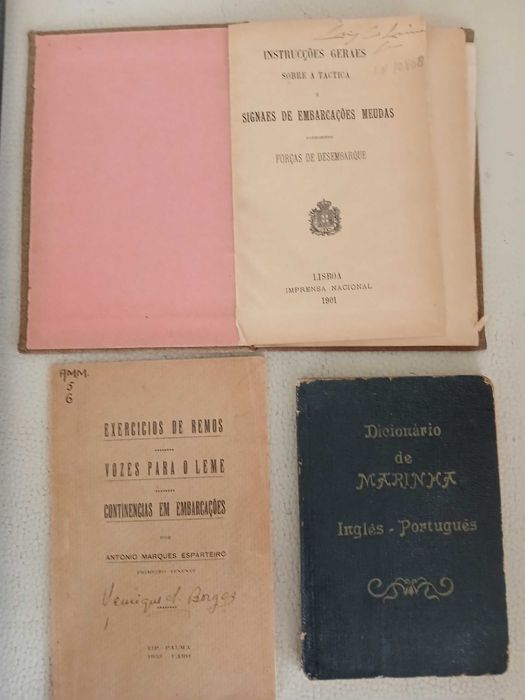 INSTRUCÇÕES GERAES
SOBRE A TACTICA
E
SIGNAES DE EMBARCAÇÕES MEUDAS
FORÇAS DE DESEMBARQUE
LISBOA
IMPRENSA NACIONAL
1901
AMM.
5
6
EXERCICIOS DE REMOS
VOZES PARA O LEME
CONTINENCIAS EM EMBARCAÇÕES
POR
ANTONIO MARQUES ESPARTEIRO
PRIMEIRO TENENTE
Henrique A. Borges
TIP. PALMA
FARO
Dicionário
de
MARINHA
Inglês - Português